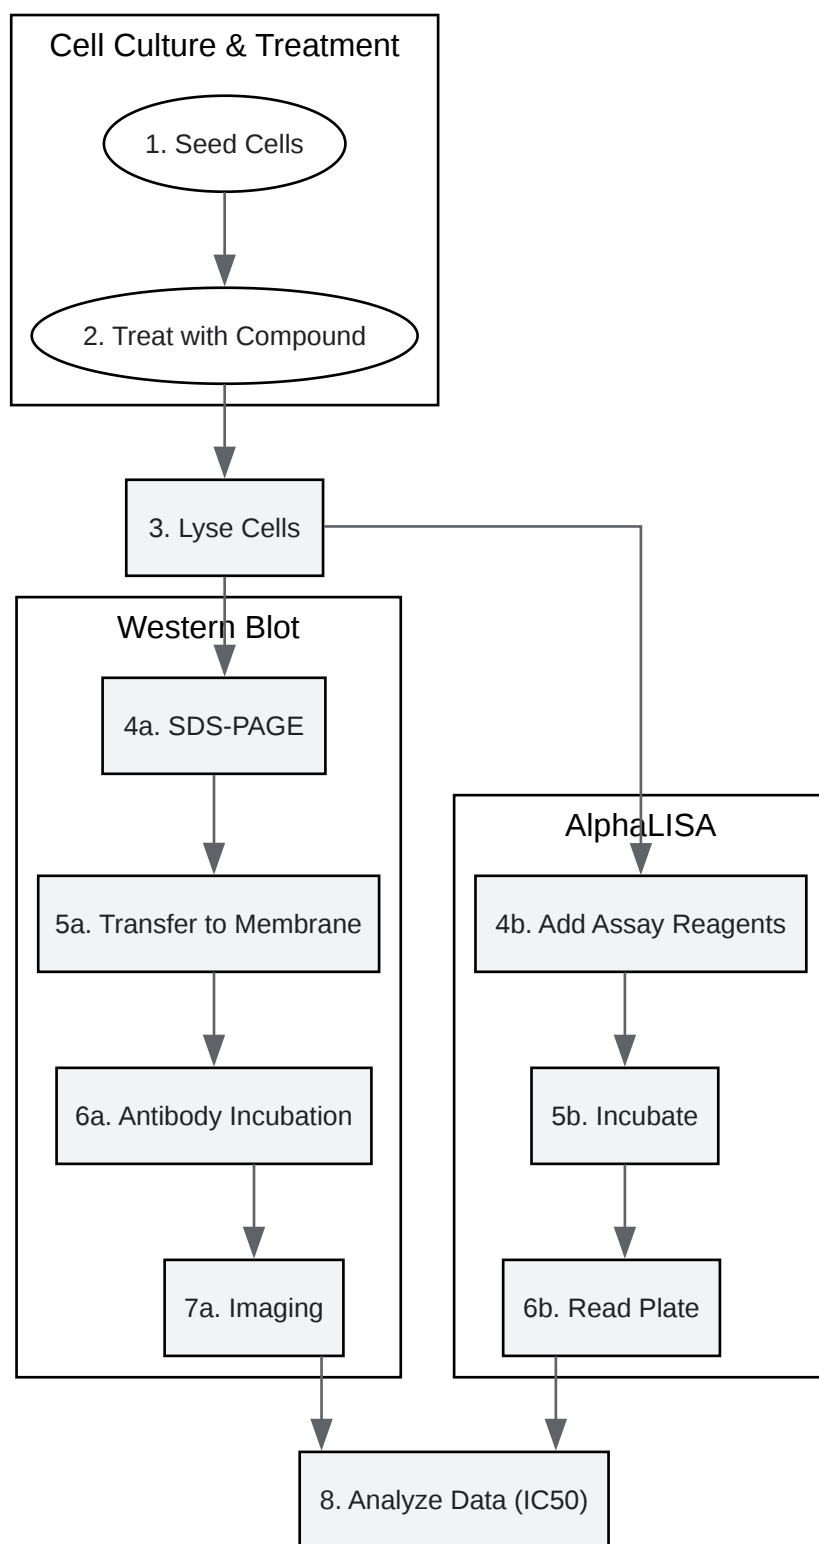 Cell Culture & Treatment
1. Seed Cells
2. Treat with Compound
3. Lyse Cells
Western Blot
4a. SDS-PAGE
5a. Transfer to Membrane
6a. Antibody Incubation
7a. Imaging
AlphaLISA
4b. Add Assay Reagents
5b. Incubate
6b. Read Plate
8. Analyze Data (IC50)